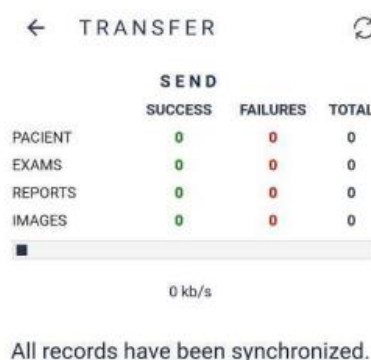 TRANSFER
SEND
SUCCESS FAILURES TOTAL
PACIENT 0 0 0
EXAMS 0 0 0
REPORTS 0 0 0
IMAGES 0 0 0
0 kb/s
All records have been synchronized.